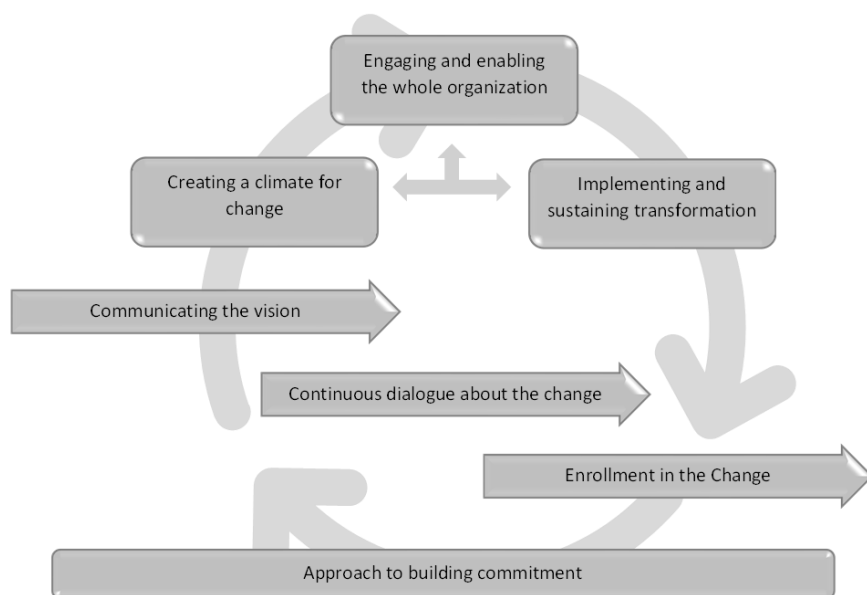 Engaging and enabling
the whole organization
Creating a climate for
change
Implementing and
sustaining transformation
Communicating the vision
Continuous dialogue about the change
Enrollment in the Change
Approach to building commitment